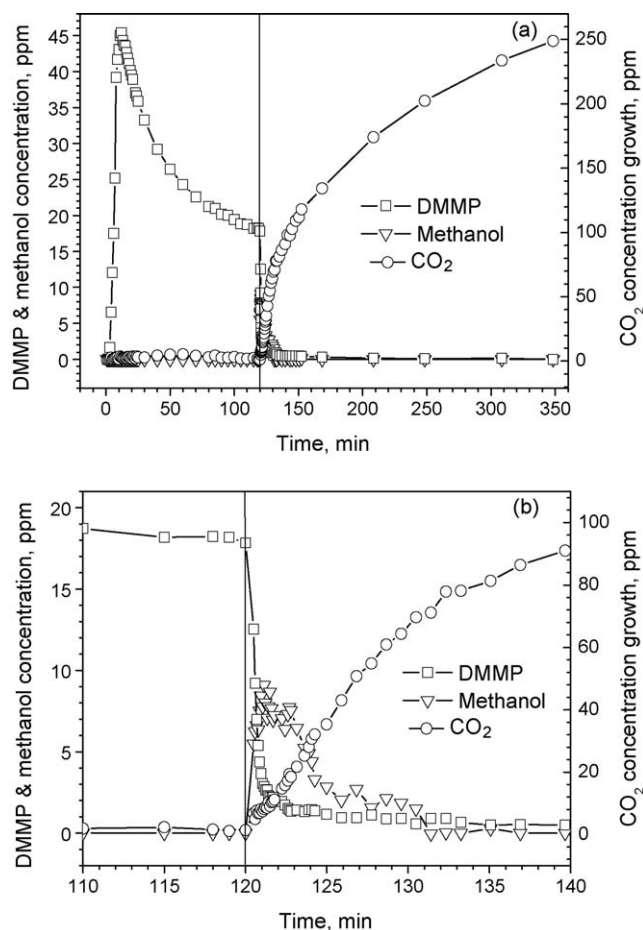 (a)
DMMP & methanol concentration, ppm
45
40
35
30
25
20
15
10
5
0
250
200
150
100
50
0
CO₂ concentration growth, ppm
DMMP
Methanol
CO₂
0 50 100 150 200 250 300 350
Time, min
(b)
DMMP & methanol concentration, ppm
20
15
10
5
0
100
80
60
40
20
0
CO₂ concentration growth, ppm
DMMP
Methanol
CO₂
110 115 120 125 130 135 140
Time, min